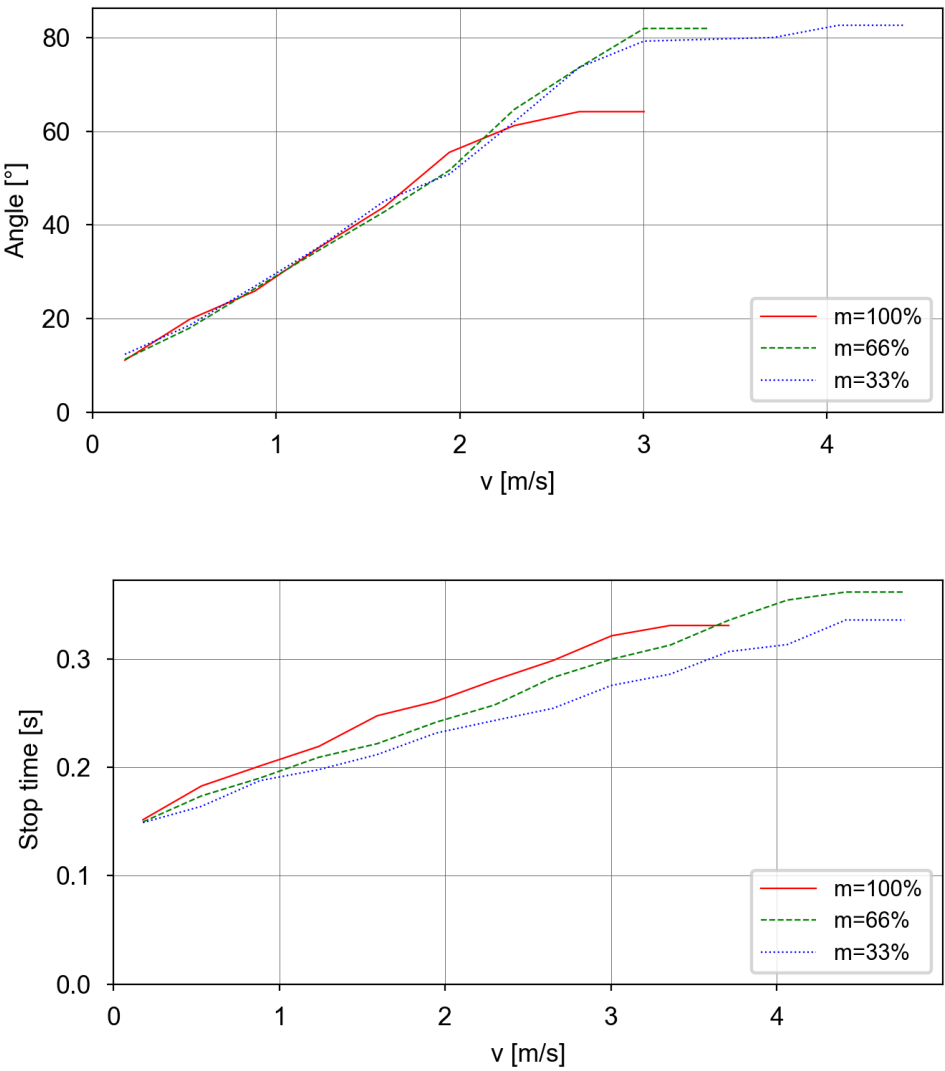 80
60
40
20
0
Angle [°]
0 1 2 3 4
v [m/s]
m=100%
m=66%
m=33%
0.3
0.2
0.1
0.0
Stop time [s]
0 1 2 3 4
v [m/s]
m=100%
m=66%
m=33%